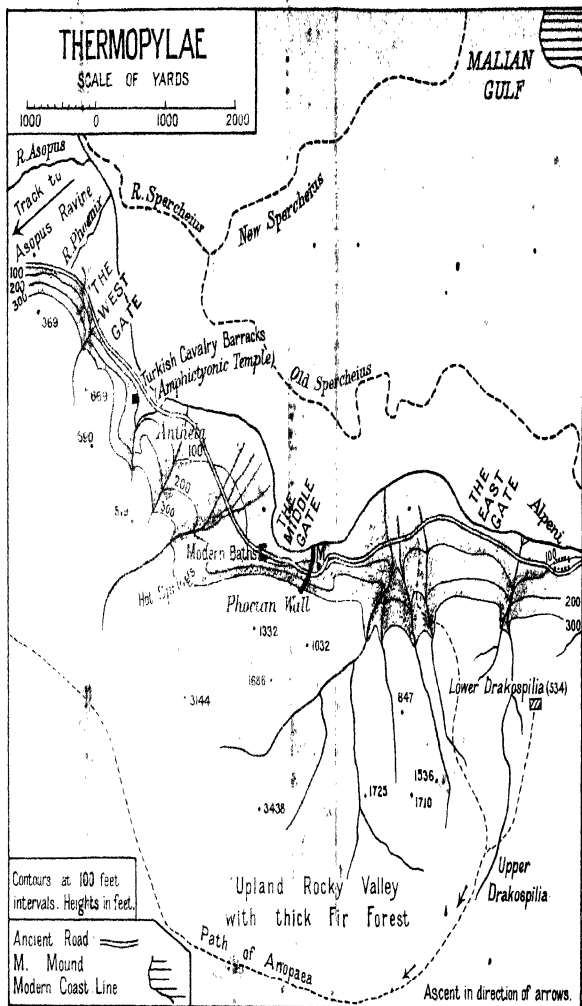 THERMOPYLAE
SCALE OF YARDS
1000 0 1000 2000
MALIAN
GULF
R. Asopus
Track to
Asopus Ravire
R. Phoenix
R. Spercheius
New Spercheius
100
200
300
THE
WEST
GATE
369
669
590
Turkish Cavalry Barracks
(Amphictyonic Temple)
Old Spercheius
Anthela
100
200
300
THE
MIDDLE
GATE
THE
EAST
GATE
Alpeni
100
200
300
Modern Baths
M
Hot Springs
Phocian Wall
1332
1032
1686
3144
847
Lower Drakospilia (534)
1536
1725
1710
3438
Upper
Drakospilia
Upland Rocky Valley
with thick Fir Forest
Path of Anopaea
Contours at 100 feet
intervals. Heights in feet.
Ancient Road
M. Mound
Modern Coast Line
Ascent in direction of arrows.